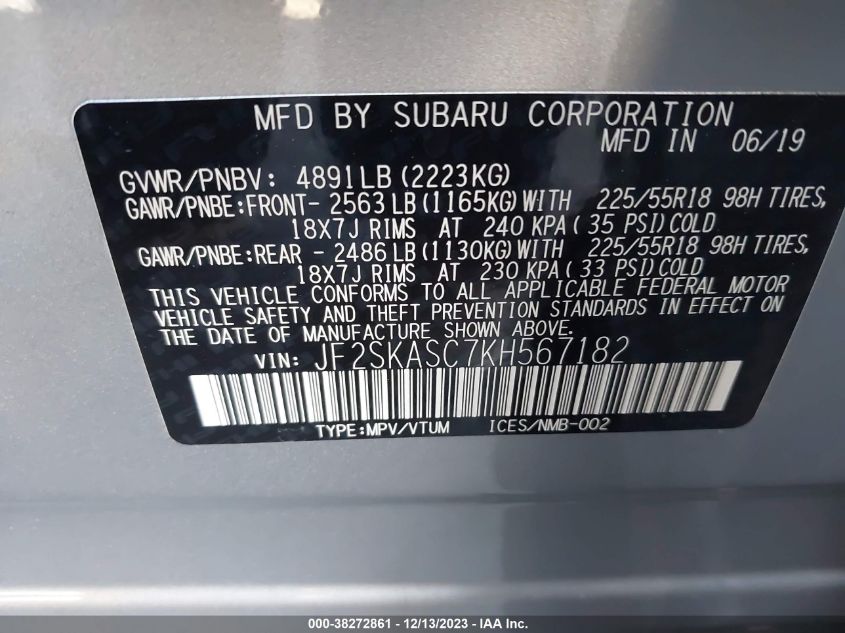 MFD BY SUBARU CORPORATION
MFD IN 06/19
GVWR/PNBV: 4891LB (2223KG)
GAWR/PNBE:FRONT- 2563 LB (1165KG) WITH 225/55R18 98H TIRES,
18X7J RIMS AT 240 KPA ( 35 PSI) COLD
GAWR/PNBE:REAR - 2486 LB (1130KG) WITH 225/55R18 98H TIRES,
18X7J RIMS AT 230 KPA ( 33 PSI) COLD
THIS VEHICLE CONFORMS TO ALL APPLICABLE FEDERAL MOTOR
VEHICLE SAFETY AND THEFT PREVENTION STANDARDS IN EFFECT ON
THE DATE OF MANUFACTURE SHOWN ABOVE.
VIN: JF2SKASC7KH567182
TYPE:MPV/VTUM ICES/NMB-002
000-38272861 - 12/13/2023 - IAA Inc.